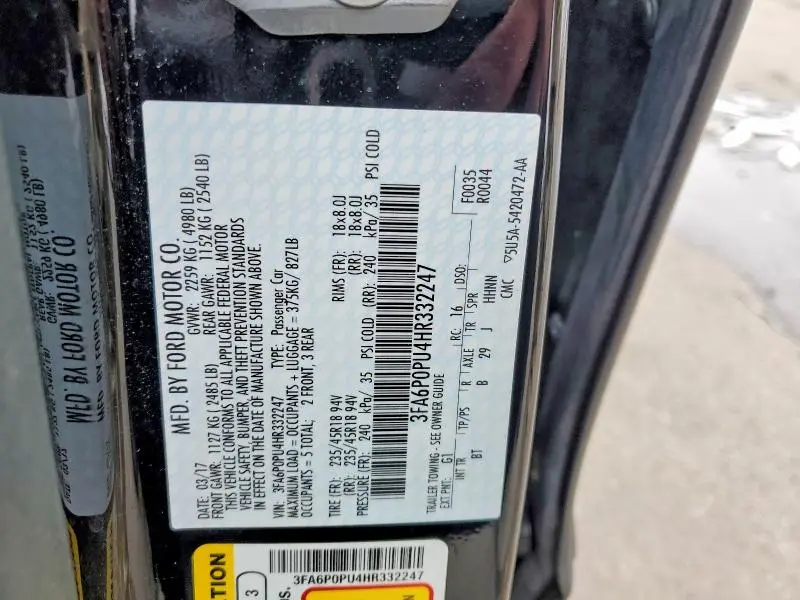 MFD. BY FORD MOTOR CO.
DATE: 03/17 GVWR: 2259 KG ( 4980 LB)
FRONT GAWR: 1127 KG ( 2485 LB) REAR GAWR: 1152 KG ( 2540 LB)
THIS VEHICLE CONFORMS TO ALL APPLICABLE FEDERAL MOTOR
VEHICLE SAFETY, BUMPER, AND THEFT PREVENTION STANDARDS
IN EFFECT ON THE DATE OF MANUFACTURE SHOWN ABOVE.
VIN: 3FA6P0PU4HR332247 TYPE: Passenger Car
MAXIMUM LOAD = OCCUPANTS + LUGGAGE = 375KG/ 827LB
OCCUPANTS = 5 TOTAL; 2 FRONT, 3 REAR
TIRE (FR): 235/45R18 94V RIMS (FR): 18x8.0J
(RR): 235/45R18 94V (RR): 18x8.0J
PRESSURE (FR): 240 kPa/ 35 PSI COLD (RR): 240 kPa/ 35 PSI COLD
3FA6P0PU4HR332247
TRAILER TOWING - SEE OWNER GUIDE
F0035
R0044
EXT PNT: G1 RC: 16 DSO:
INT TR TP/PS R AXLE TR SPR
BT B 29 J HHNN
CMC ▽5U5A-5420472-AA
3FA6P0PU4HR332247
3